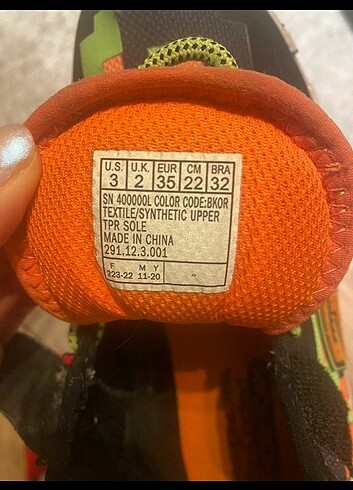 U.S. U.K. EUR CM BRA
3 2 35 22 32
SN 400000L COLOR CODE:BKOR
TEXTILE/SYNTHETIC UPPER
TPR SOLE
MADE IN CHINA
291.12.3.001
F M Y
223-22 11-20 "